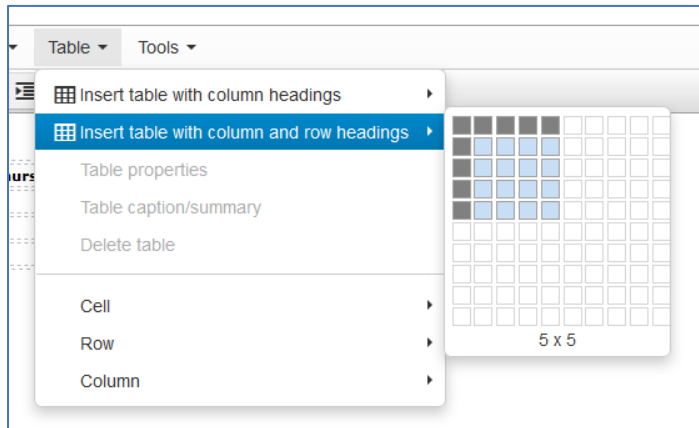 Table Tools
Insert table with column headings
Insert table with column and row headings
Table properties
Table caption/summary
Delete table
Cell
Row
Column
5 x 5